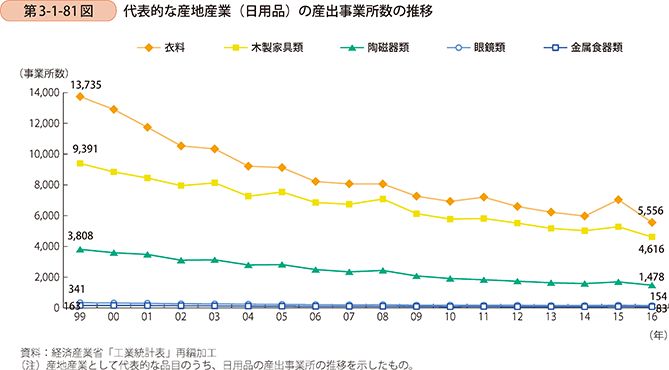 第3-1-81図 代表的な産地産業（日用品）の産出事業所数の推移
衣料 木製家具類 陶磁器類 眼鏡類 金属食器類
（事業所数）
14,000
12,000
10,000
8,000
6,000
4,000
2,000
0
13,735
9,391
3,808
341
163
5,556
4,616
1,478
154
83
99 00 01 02 03 04 05 06 07 08 09 10 11 12 13 14 15 16
（年）
資料：経済産業省「工業統計表」再編加工
（注）産地産業として代表的な品目のうち、日用品の産出事業所の推移を示したもの。